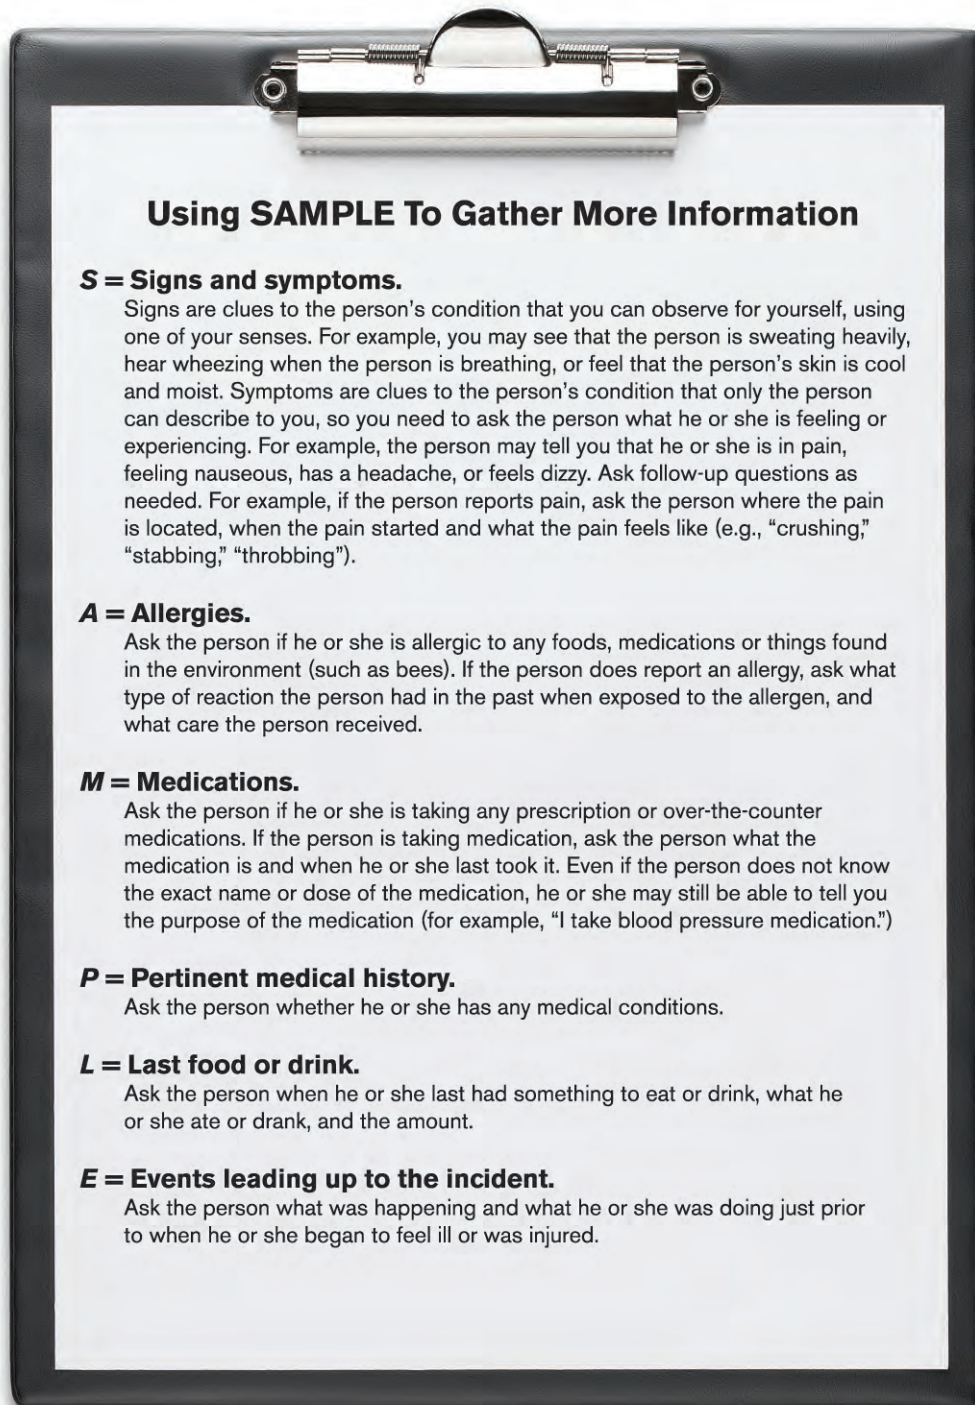 Using SAMPLE To Gather More Information
S = Signs and symptoms.
Signs are clues to the person’s condition that you can observe for yourself, using
one of your senses. For example, you may see that the person is sweating heavily,
hear wheezing when the person is breathing, or feel that the person’s skin is cool
and moist. Symptoms are clues to the person’s condition that only the person
can describe to you, so you need to ask the person what he or she is feeling or
experiencing. For example, the person may tell you that he or she is in pain,
feeling nauseous, has a headache, or feels dizzy. Ask follow-up questions as
needed. For example, if the person reports pain, ask the person where the pain
is located, when the pain started and what the pain feels like (e.g., “crushing,”
“stabbing,” “throbbing”).
A = Allergies.
Ask the person if he or she is allergic to any foods, medications or things found
in the environment (such as bees). If the person does report an allergy, ask what
type of reaction the person had in the past when exposed to the allergen, and
what care the person received.
M = Medications.
Ask the person if he or she is taking any prescription or over-the-counter
medications. If the person is taking medication, ask the person what the
medication is and when he or she last took it. Even if the person does not know
the exact name or dose of the medication, he or she may still be able to tell you
the purpose of the medication (for example, “I take blood pressure medication.”)
P = Pertinent medical history.
Ask the person whether he or she has any medical conditions.
L = Last food or drink.
Ask the person when he or she last had something to eat or drink, what he
or she ate or drank, and the amount.
E = Events leading up to the incident.
Ask the person what was happening and what he or she was doing just prior
to when he or she began to feel ill or was injured.